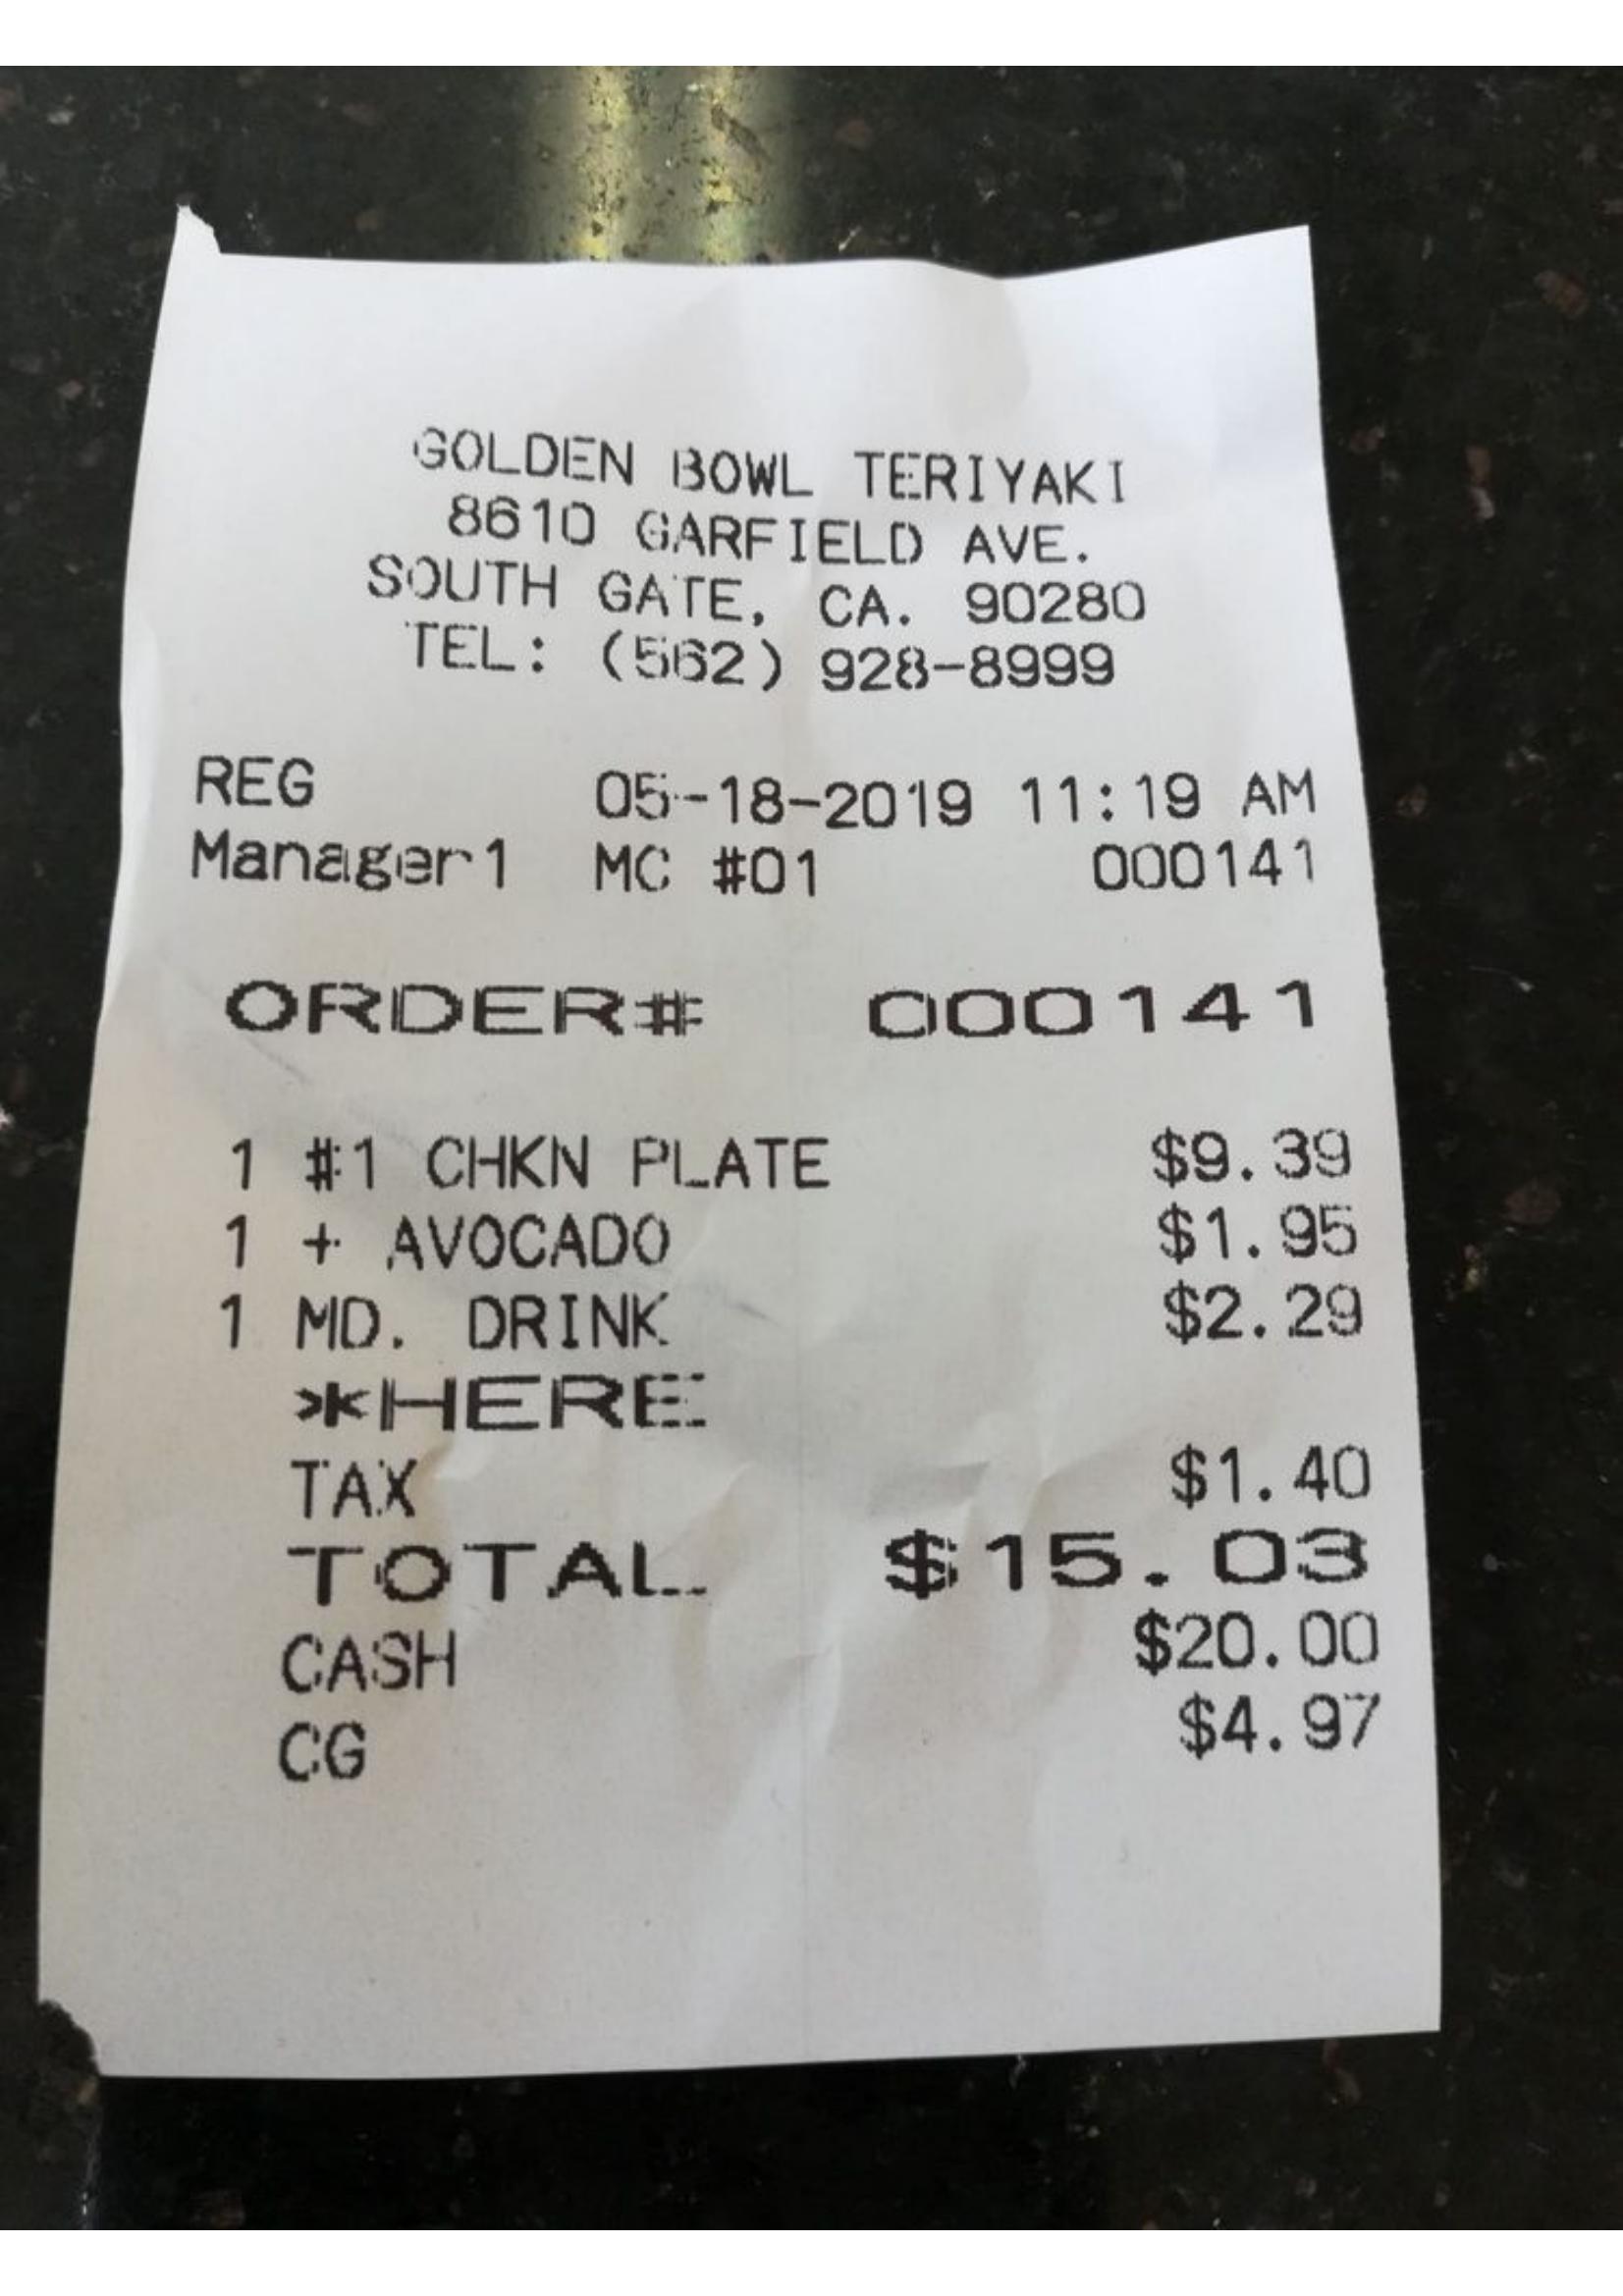 GOLDEN BOWL TERIYAKI
8610 GARFIELD AVE.
SOUTH GATE, CA. 90280
TEL: (562) 928-8999
REG 05-18-2019 11:19 AM
Manager1 MC #01 000141
ORDER# 000141
1 #1 CHKN PLATE $9.39
1 + AVOCADO $1.95
1 MD. DRINK $2.29
*HERE
TAX $1.40
TOTAL $15.03
CASH $20.00
CG $4.97